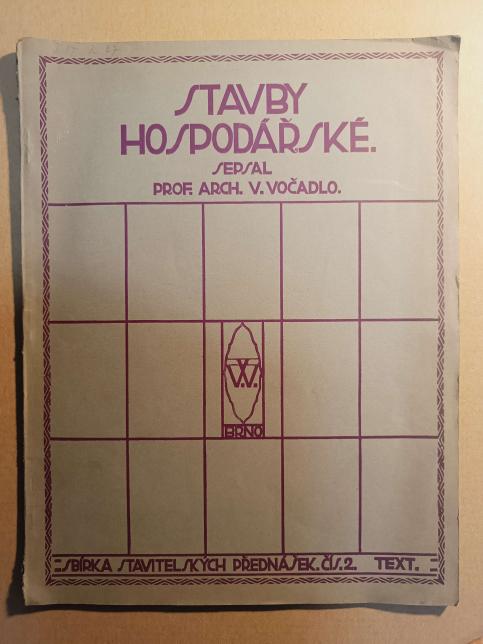 STAVBY
HOSPODÁŘSKÉ.
SEPSAL
PROF. ARCH. V. VOČADLO.
V.V.
BRNO
SBÍRKA STAVITELSKÝCH PŘEDNÁŠEK. ČÍS. 2. TEXT.